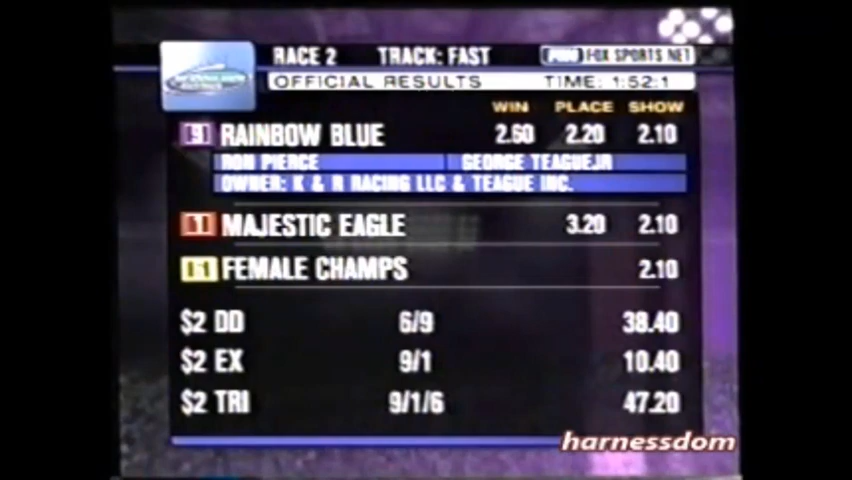 RACE 2 TRACK: FAST FOX SPORTS NET
OFFICIAL RESULTS TIME: 1:52:1
WIN PLACE SHOW
9 RAINBOW BLUE 2.60 2.20 2.10
RON PIERCE GEORGE TEAGUE,JR
OWNER: K & R RACING LLC & TEAGUE INC.
1 MAJESTIC EAGLE 3.20 2.10
FEMALE CHAMPS 2.10
$2 DD 6/9 38.40
$2 EX 9/1 10.40
$2 TRI 9/1/6 47.20
harnessdom